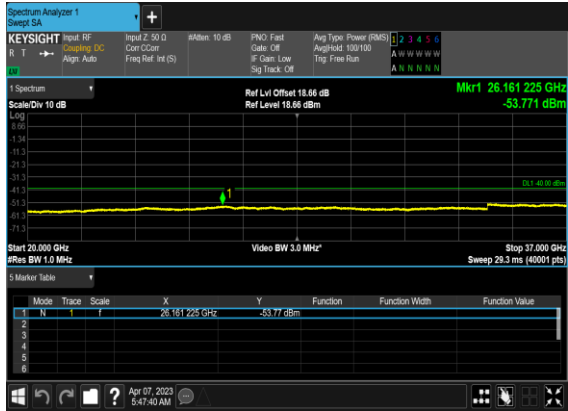 Spectrum Analyzer 1
Swept SA
+
KEYSIGHT Input: RF
R T Coupling: DC
Align: Auto
LU
Input Z: 50 Ω
Corr CCorr
Freq Ref: Int (S)
#Atten: 10 dB
PNO: Fast
Gate: Off
IF Gain: Low
Sig Track: Off
Avg Type: Power (RMS)
Avg|Hold: 100/100
Trig: Free Run
1 2 3 4 5 6
A W W W W W
A N N N N N
1 Spectrum
Scale/Div 10 dB
Ref Lvl Offset 18.66 dB
Ref Level 18.66 dBm
Mkr1 26.161 225 GHz
-53.771 dBm
Log
8.66
-1.34
-11.3
-21.3
-31.3
-41.3
-51.3
-61.3
-71.3
DL1 -40.00 dBm
1
Start 20.000 GHz
#Res BW 1.0 MHz
Video BW 3.0 MHz*
Stop 37.000 GHz
Sweep 29.3 ms (40001 pts)
5 Marker Table
Mode Trace Scale X Y Function Function Width Function Value
1 N 1 f 26.161 225 GHz -53.77 dBm
2
3
4
5
6
?
Apr 07, 2023
5:47:40 AM